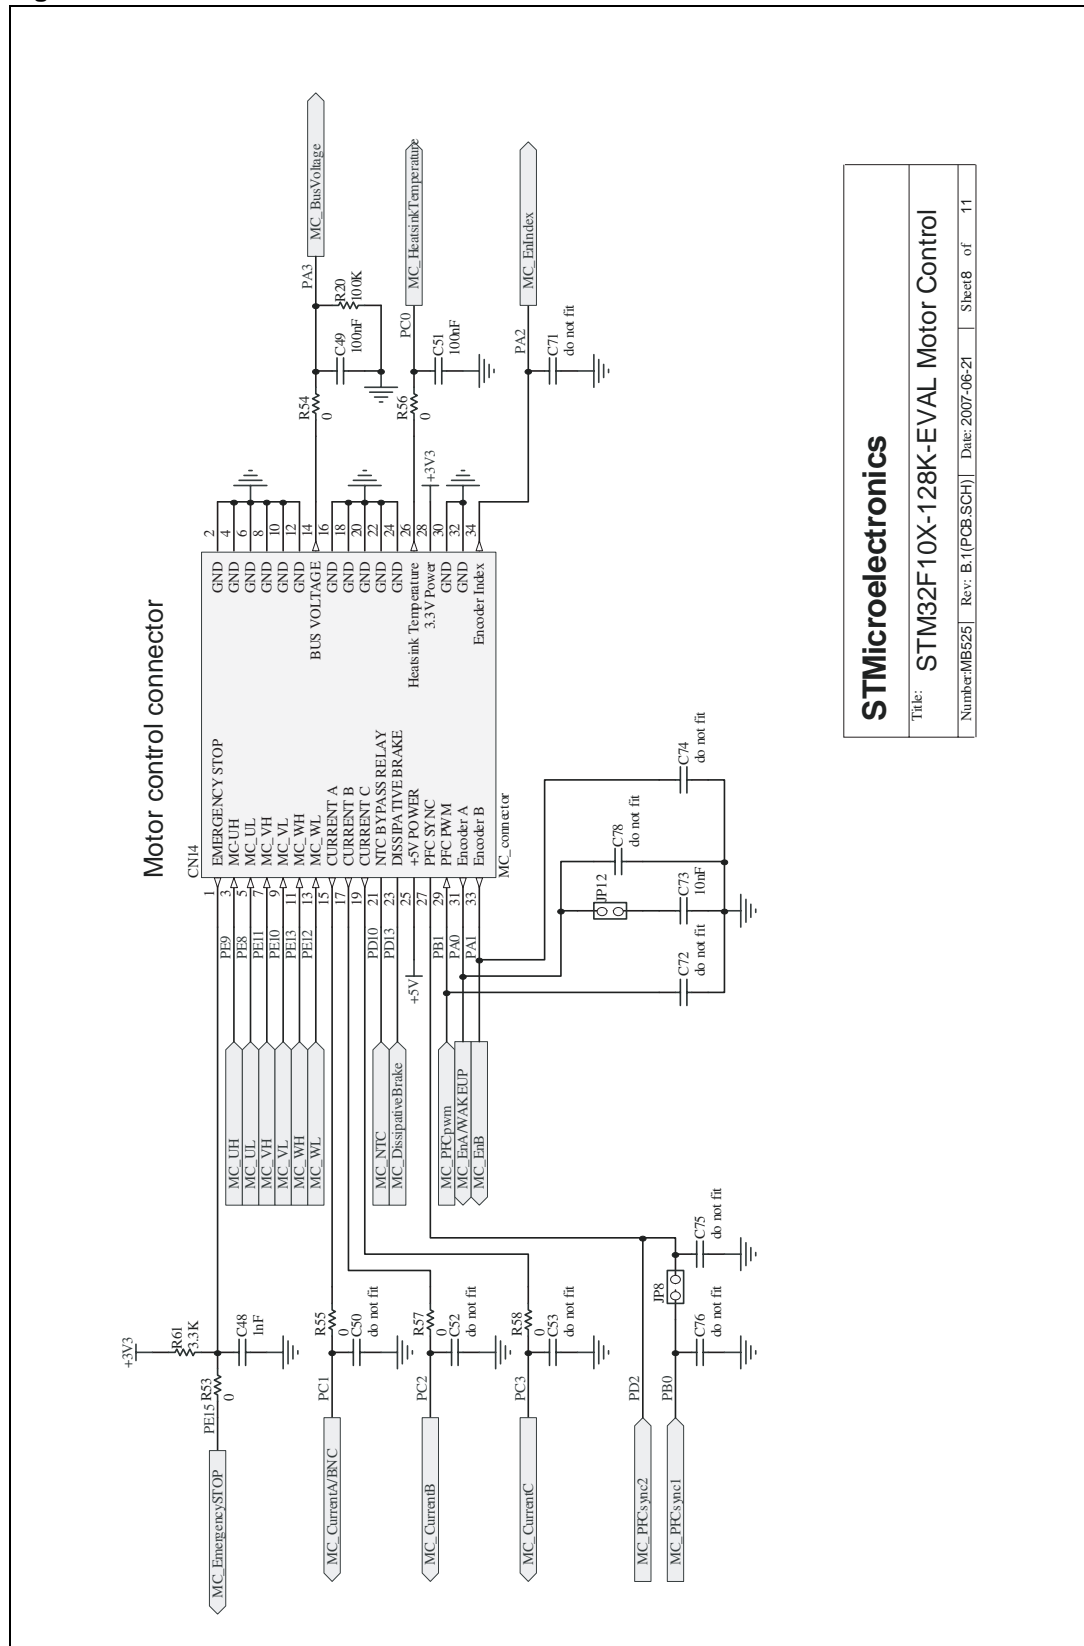 Motor control connector
CN14
1
3
5
7
9
11
13
15
17
19
21
23
25
27
29
31
33
EMERGENCY STOP
MC-UH
MC_UL
MC_VH
MC_VL
MC_WH
MC_WL
CURRENT A
CURRENT B
CURRENT C
NTC BYPASS RELAY
DISSIPATIVE BRAKE
+5V POWER
PFC SYNC
PFC PWM
Encoder A
Encoder B
MC_connector
GND
GND
GND
GND
GND
GND
BUS VOLTAGE
GND
GND
GND
GND
GND
Heatsink Temperature
3.3V Power
GND
GND
Encoder Index
2
4
6
8
10
12
14
16
18
20
22
24
26
28
30
32
34
PE9
PE8
PE11
PE10
PE13
PE12
PD10
PD13
+5V
PB1
PA0
PA1
MC_EmergencySTOP
PE15
R53
0
+3V3
R61
3.3K
C48
1nF
MC_UH
MC_UL
MC_VH
MC_VL
MC_WH
MC_WL
MC_CurrentA/BNC
PC1
R55
0
C50
do not fit
MC_CurrentB
PC2
R57
0
C52
do not fit
MC_CurrentC
PC3
R58
0
C53
do not fit
MC_NTC
MC_DissipativeBrake
MC_PFCpwm
MC_EnA/WAKEUP
MC_EnB
MC_PFCsync2
PD2
MC_PFCsync1
PB0
JP8
C76
do not fit
C75
do not fit
C72
do not fit
JP12
C73
10nF
C78
do not fit
C74
do not fit
R54
0
C49
100nF
R20
100K
PA3
MC_BusVoltage
R56
0
C51
100nF
PC0
MC_HeatsinkTemperature
+3V3
PA2
C71
do not fit
MC_EnIndex
STMicroelectronics
Title: STM32F10X-128K-EVAL Motor Control
Number:MB525 Rev: B.1(PCB.SCH) Date: 2007-06-21 Sheet8 of 11